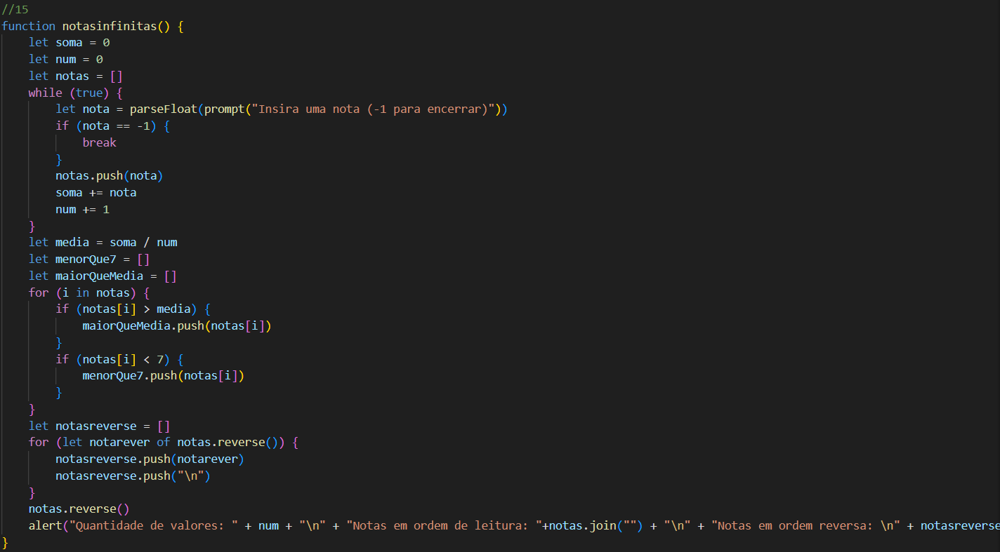 //15
function notasinfinitas() {
    let soma = 0
    let num = 0
    let notas = []
    while (true) {
        let nota = parseFloat(prompt("Insira uma nota (-1 para encerrar)"))
        if (nota == -1) {
            break
        }
        notas.push(nota)
        soma += nota
        num += 1
    }
    let media = soma / num
    let menorQue7 = []
    let maiorQueMedia = []
    for (i in notas) {
        if (notas[i] > media) {
            maiorQueMedia.push(notas[i])
        }
        if (notas[i] < 7) {
            menorQue7.push(notas[i])
        }
    }
    let notasreverse = []
    for (let notarever of notas.reverse()) {
        notasreverse.push(notarever)
        notasreverse.push("\n")
    }
    notas.reverse()
    alert("Quantidade de valores: " + num + "\n" + "Notas em ordem de leitura: "+notas.join("") + "\n" + "Notas em ordem reversa: \n" + notasreverse
}